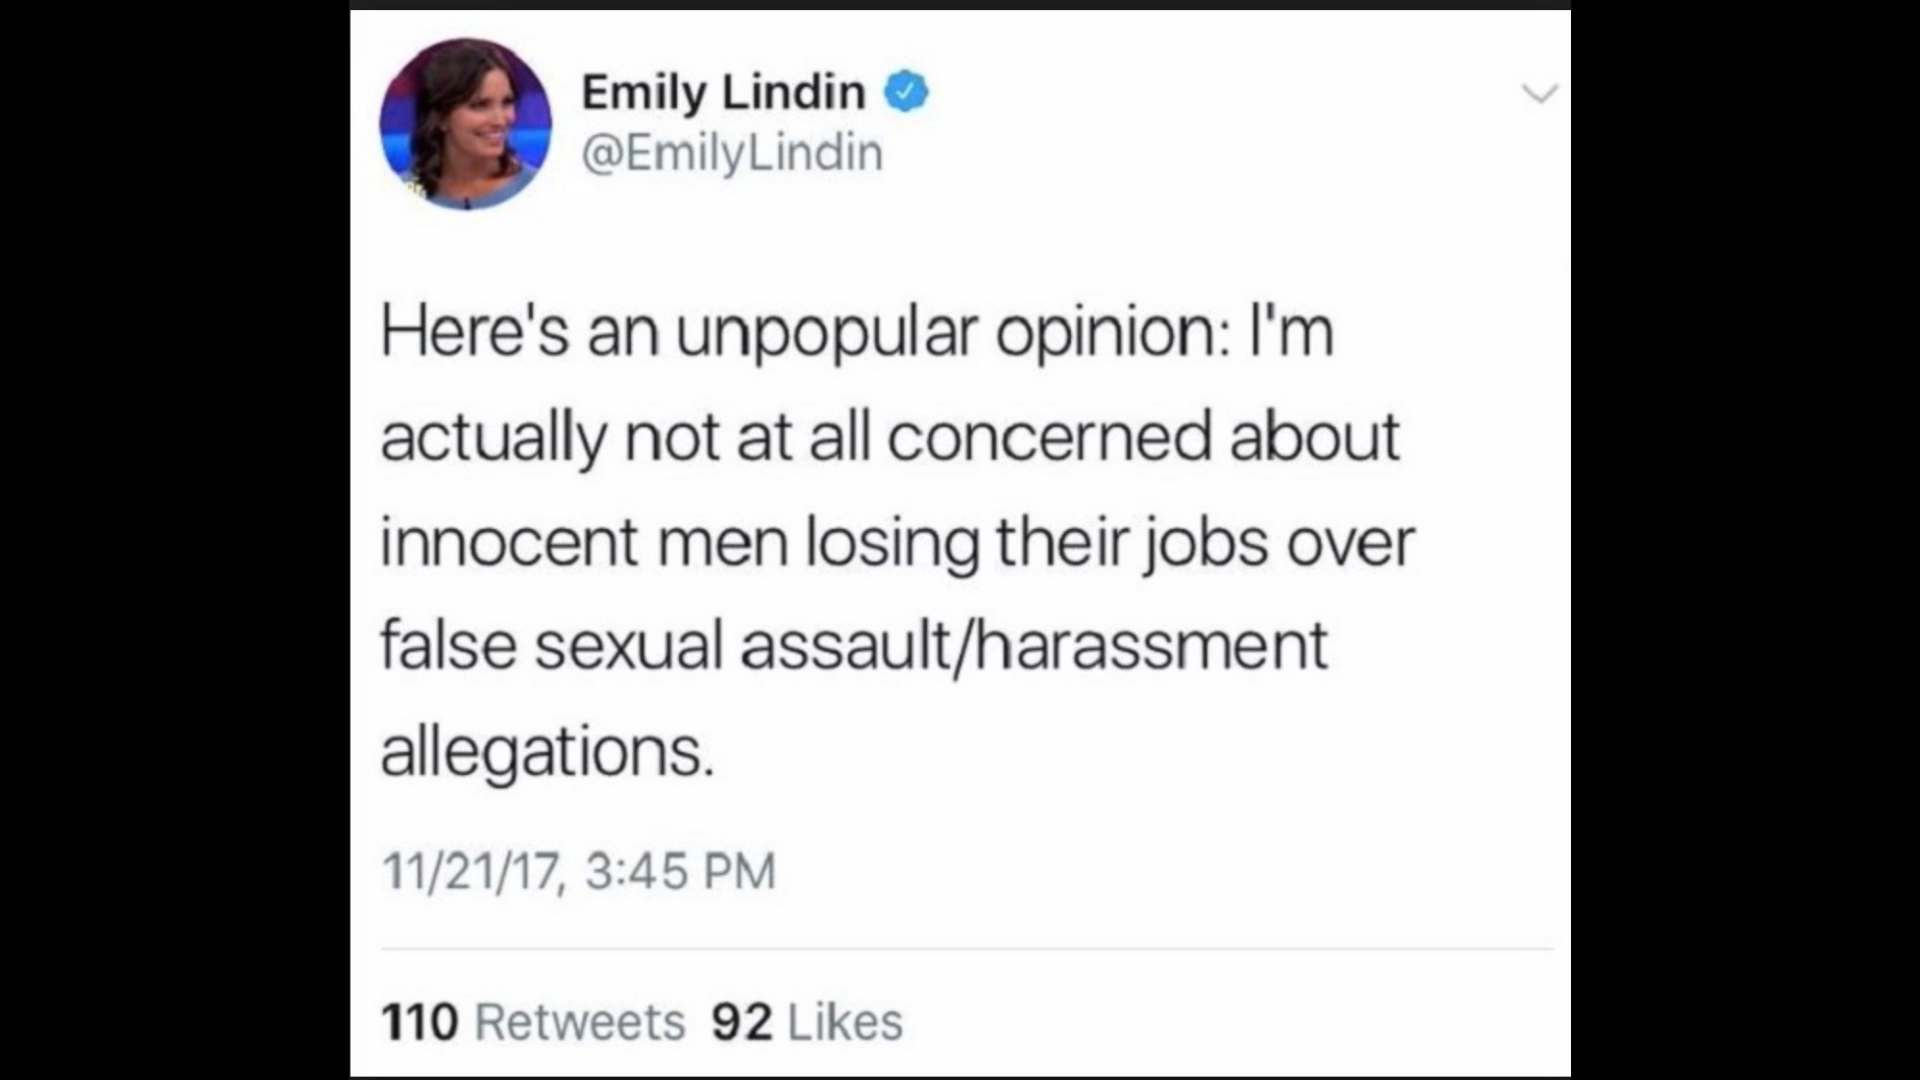 Emily Lindin
@EmilyLindin
Here's an unpopular opinion: I'm
actually not at all concerned about
innocent men losing their jobs over
false sexual assault/harassment
allegations.
11/21/17, 3:45 PM
110 Retweets 92 Likes